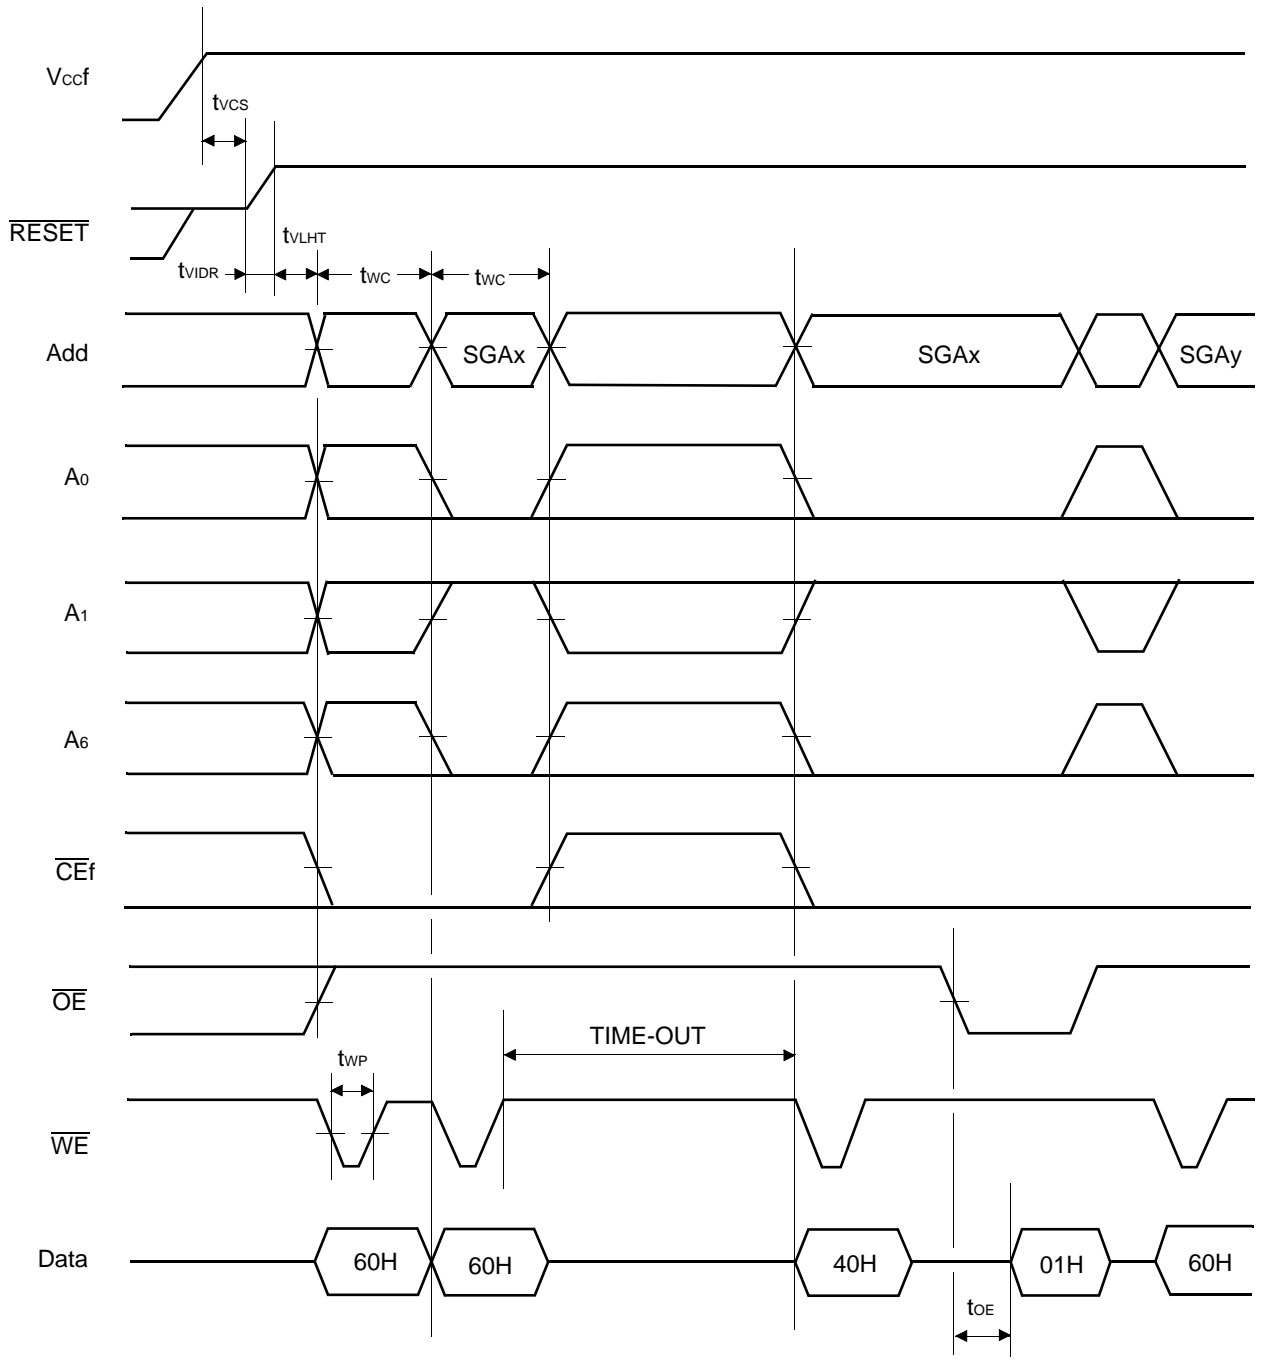 VCCf
tVCS
RESET
tVLHT
tVIDR tWC tWC
Add SGAx SGAx SGAy
A0
A1
A6
CEf
OE
TIME-OUT
tWP
WE
Data 60H 60H 40H 01H 60H
tOE